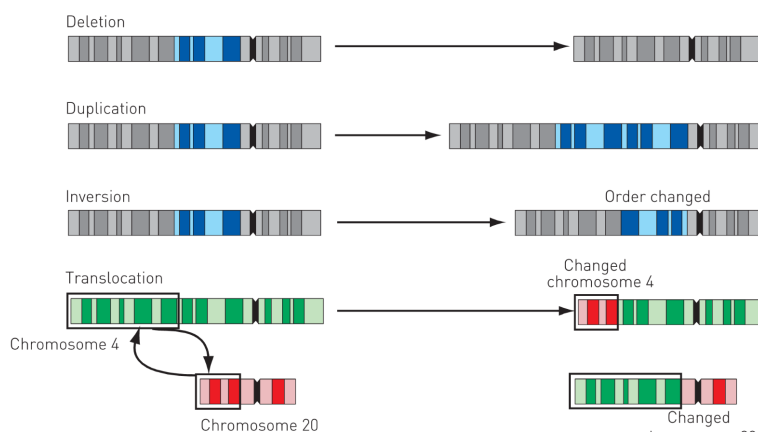 Deletion
Duplication
Inversion
Order changed
Translocation
Changed
chromosome 4
Chromosome 4
Chromosome 20
Changed